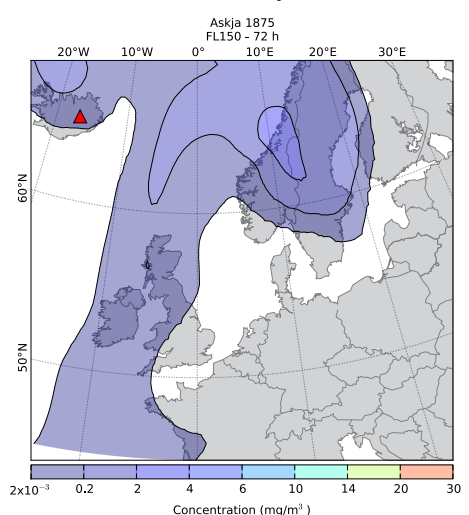 Askja 1875
FL150 - 72 h
20°W 10°W 0° 10°E 20°E 30°E
60°N
50°N
2x10⁻³ 0.2 2 4 6 10 14 20 30
Concentration (mg/m³)